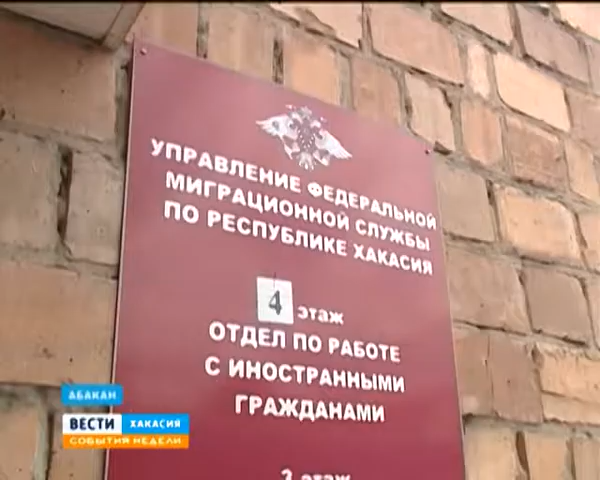 УПРАВЛЕНИЕ ФЕДЕРАЛЬНОЙ
МИГРАЦИОННОЙ СЛУЖБЫ
ПО РЕСПУБЛИКЕ ХАКАСИЯ
4 этаж
ОТДЕЛ ПО РАБОТЕ
С ИНОСТРАННЫМИ
ГРАЖДАНАМИ
этаж
АБАКАН
ВЕСТИ ХАКАСИЯ
СОБЫТИЯ НЕДЕЛИ